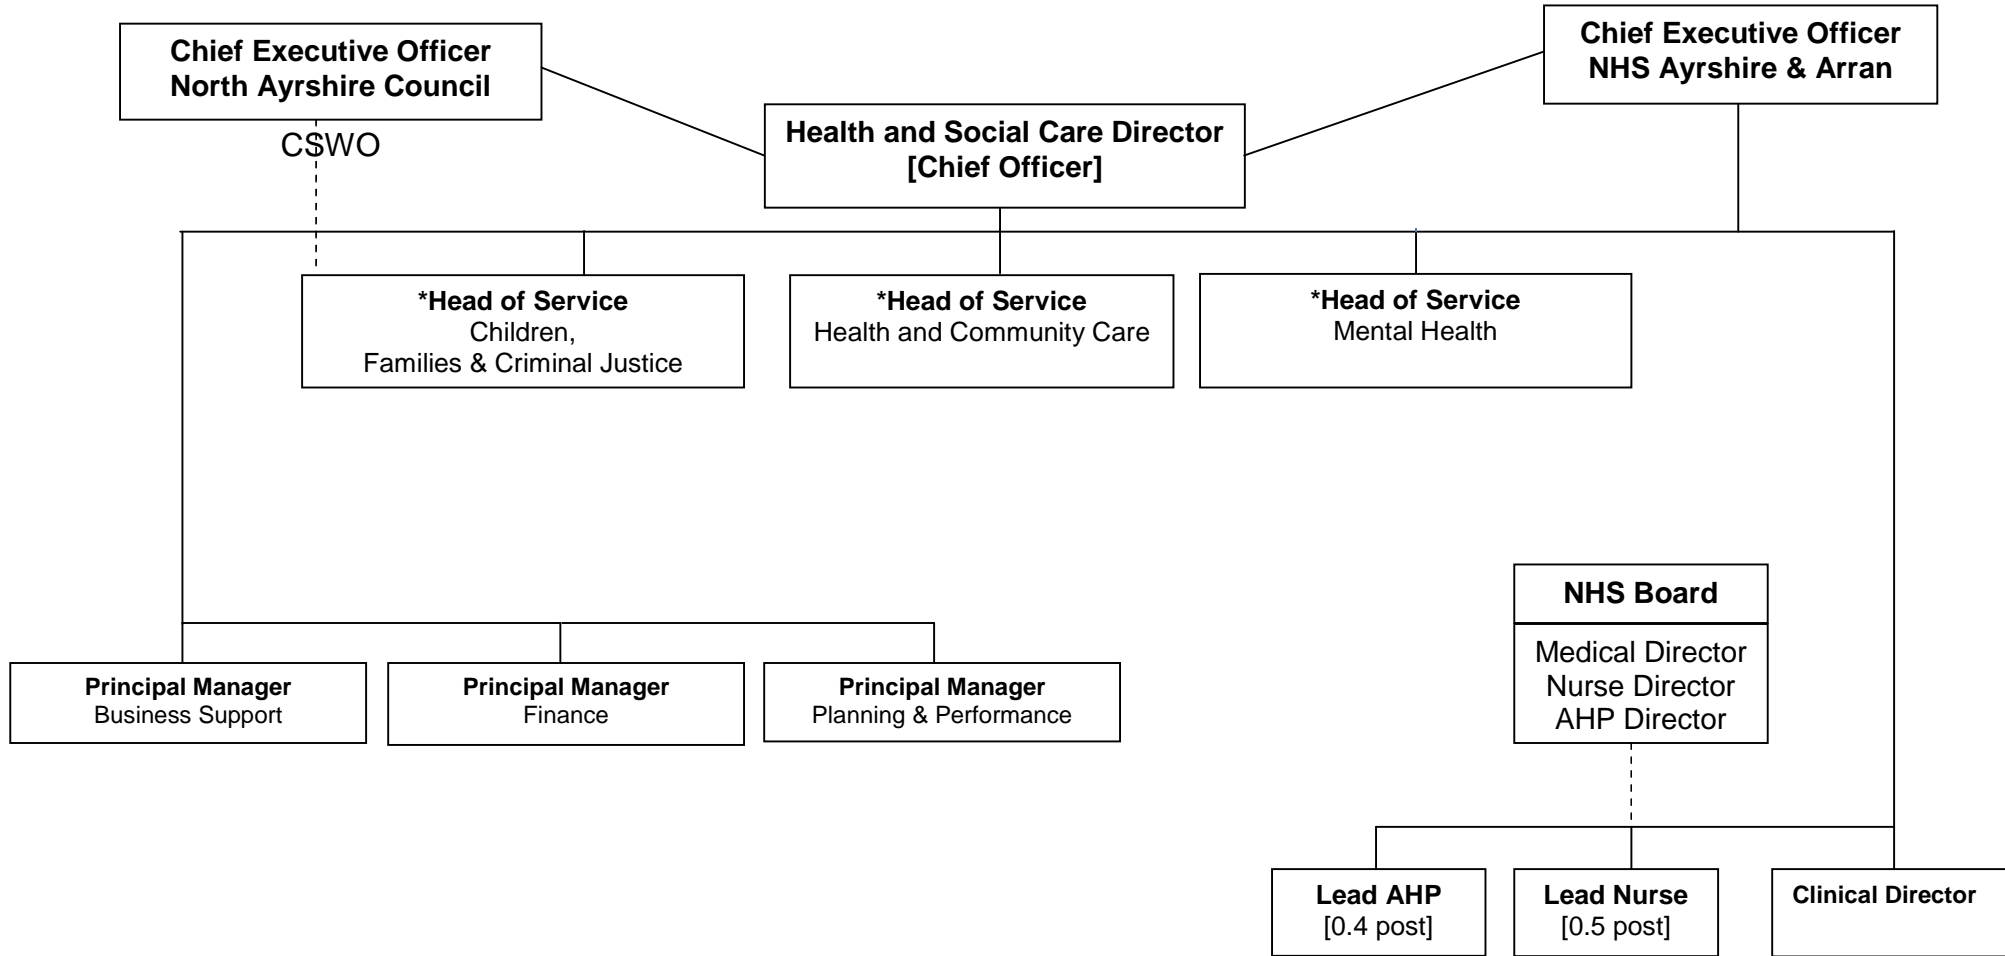 Chief Executive Officer
North Ayrshire Council
Chief Executive Officer
NHS Ayrshire & Arran
CSWO
Health and Social Care Director
[Chief Officer]
*Head of Service
Children,
Families & Criminal Justice
*Head of Service
Health and Community Care
*Head of Service
Mental Health
NHS Board
Medical Director
Nurse Director
AHP Director
Principal Manager
Business Support
Principal Manager
Finance
Principal Manager
Planning & Performance
Lead AHP
[0.4 post]
Lead Nurse
[0.5 post]
Clinical Director